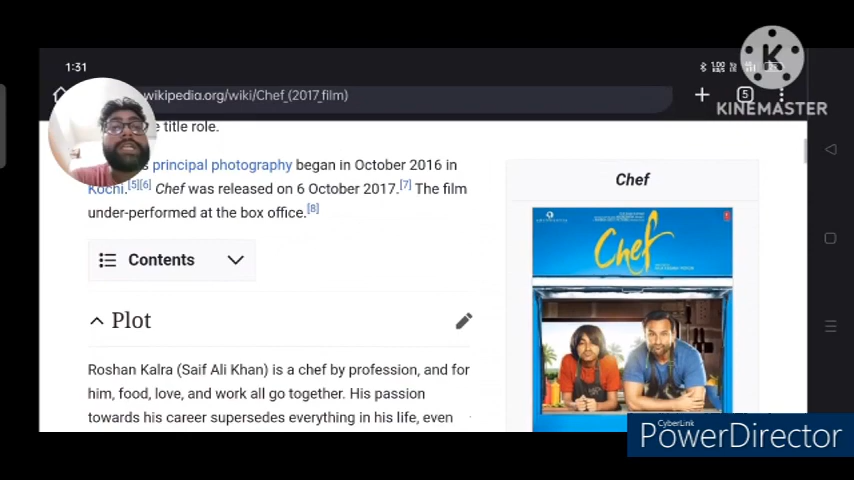 1:31
1.00
KINEMASTER
wikipedia.org/wiki/Chef_(2017_film)
5
title role.
principal photography began in October 2016 in
Kochi.[5][6] Chef was released on 6 October 2017.[7] The film
under-performed at the box office.[8]
Contents
Plot
Roshan Kalra (Saif Ali Khan) is a chef by profession, and for
him, food, love, and work all go together. His passion
towards his career supersedes everything in his life, even
Chef
Chef
CyberLink
PowerDirector